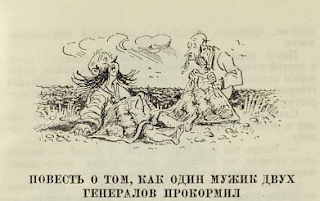 ПОВЕСТЬ О ТОМ, КАК ОДИН МУЖИК ДВУХ
ГЕНЕРАЛОВ ПРОКОРМИЛ